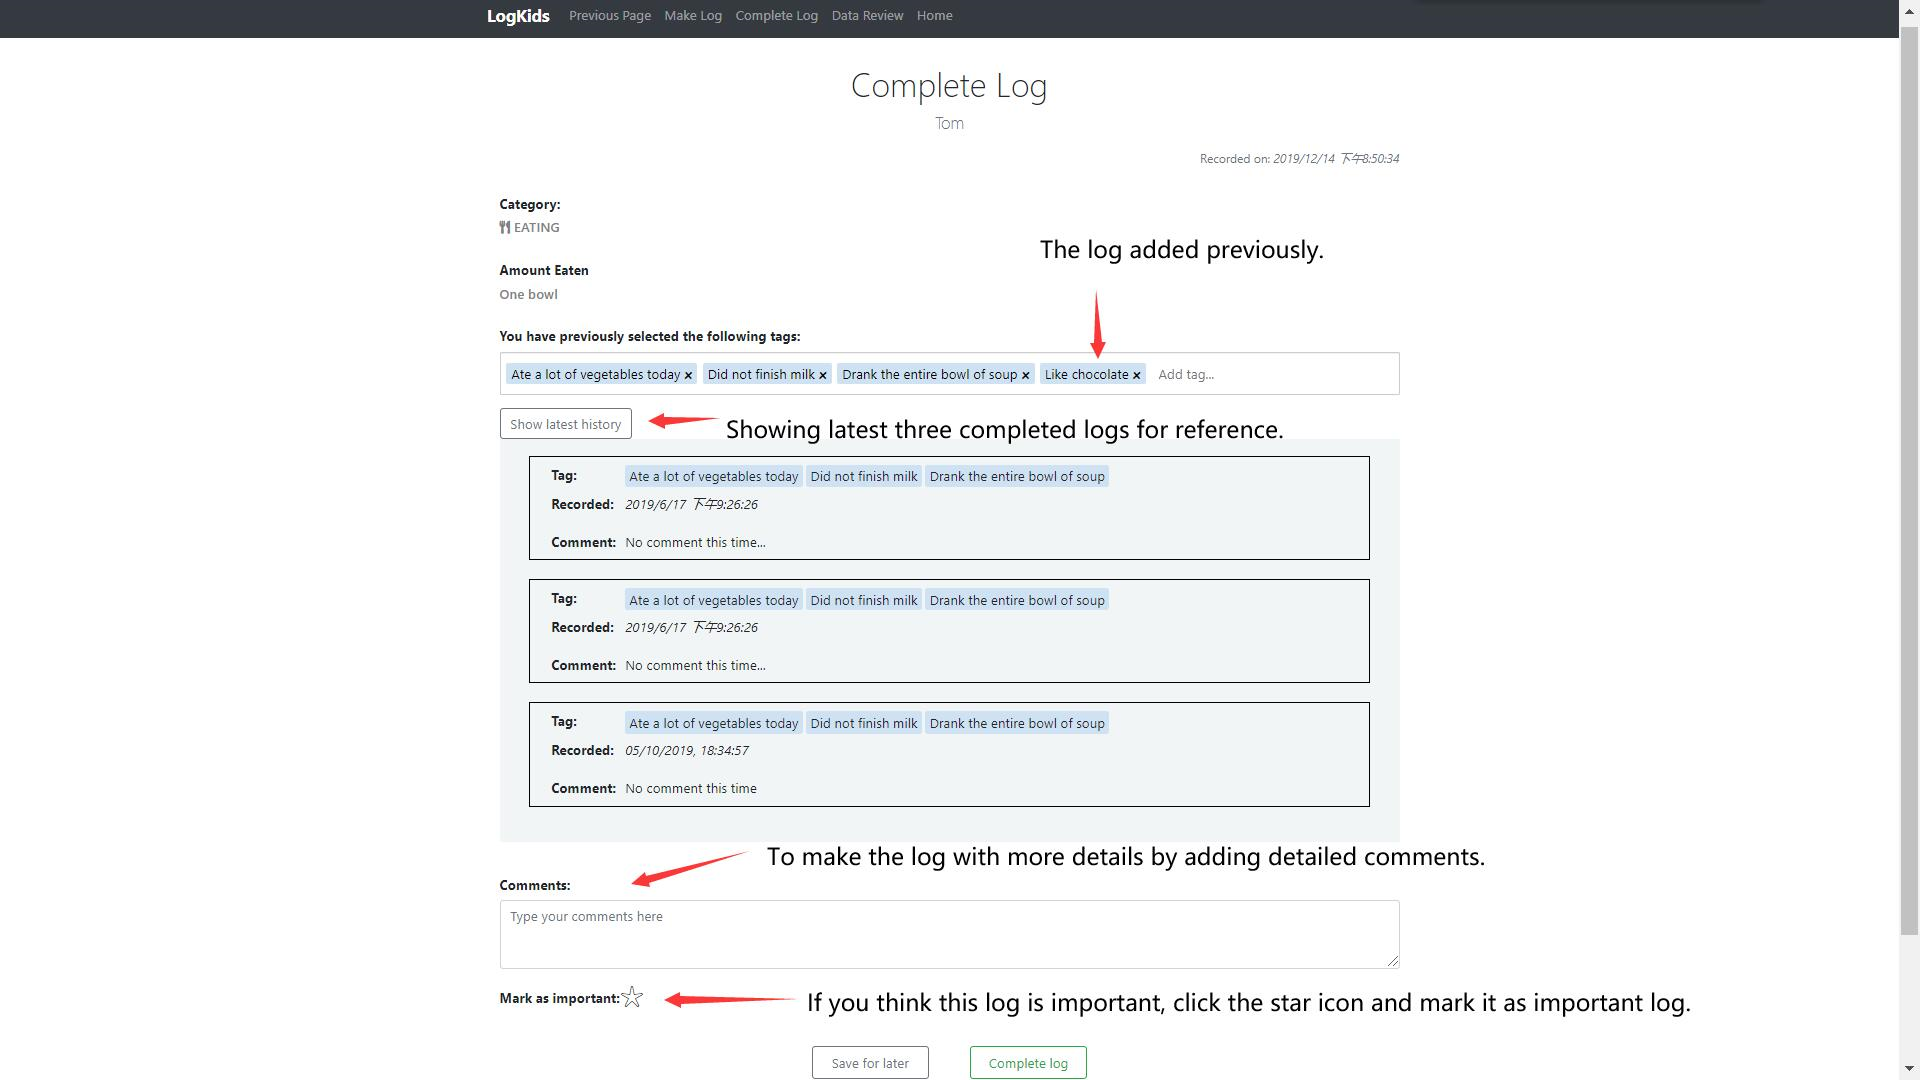 LogKids Previous Page Make Log Complete Log Data Review Home
Complete Log
Tom
Recorded on: 2019/12/14 下午8:50:34
Category:
EATING
The log added previously.
Amount Eaten
One bowl
You have previously selected the following tags:
Ate a lot of vegetables today × Did not finish milk × Drank the entire bowl of soup × Like chocolate × Add tag...
Show latest history
Showing latest three completed logs for reference.
Tag: Ate a lot of vegetables today Did not finish milk Drank the entire bowl of soup
Recorded: 2019/6/17 下午9:26:26
Comment: No comment this time...
Tag: Ate a lot of vegetables today Did not finish milk Drank the entire bowl of soup
Recorded: 2019/6/17 下午9:26:26
Comment: No comment this time...
Tag: Ate a lot of vegetables today Did not finish milk Drank the entire bowl of soup
Recorded: 05/10/2019, 18:34:57
Comment: No comment this time
To make the log with more details by adding detailed comments.
Comments:
Type your comments here
Mark as important:
If you think this log is important, click the star icon and mark it as important log.
Save for later Complete log